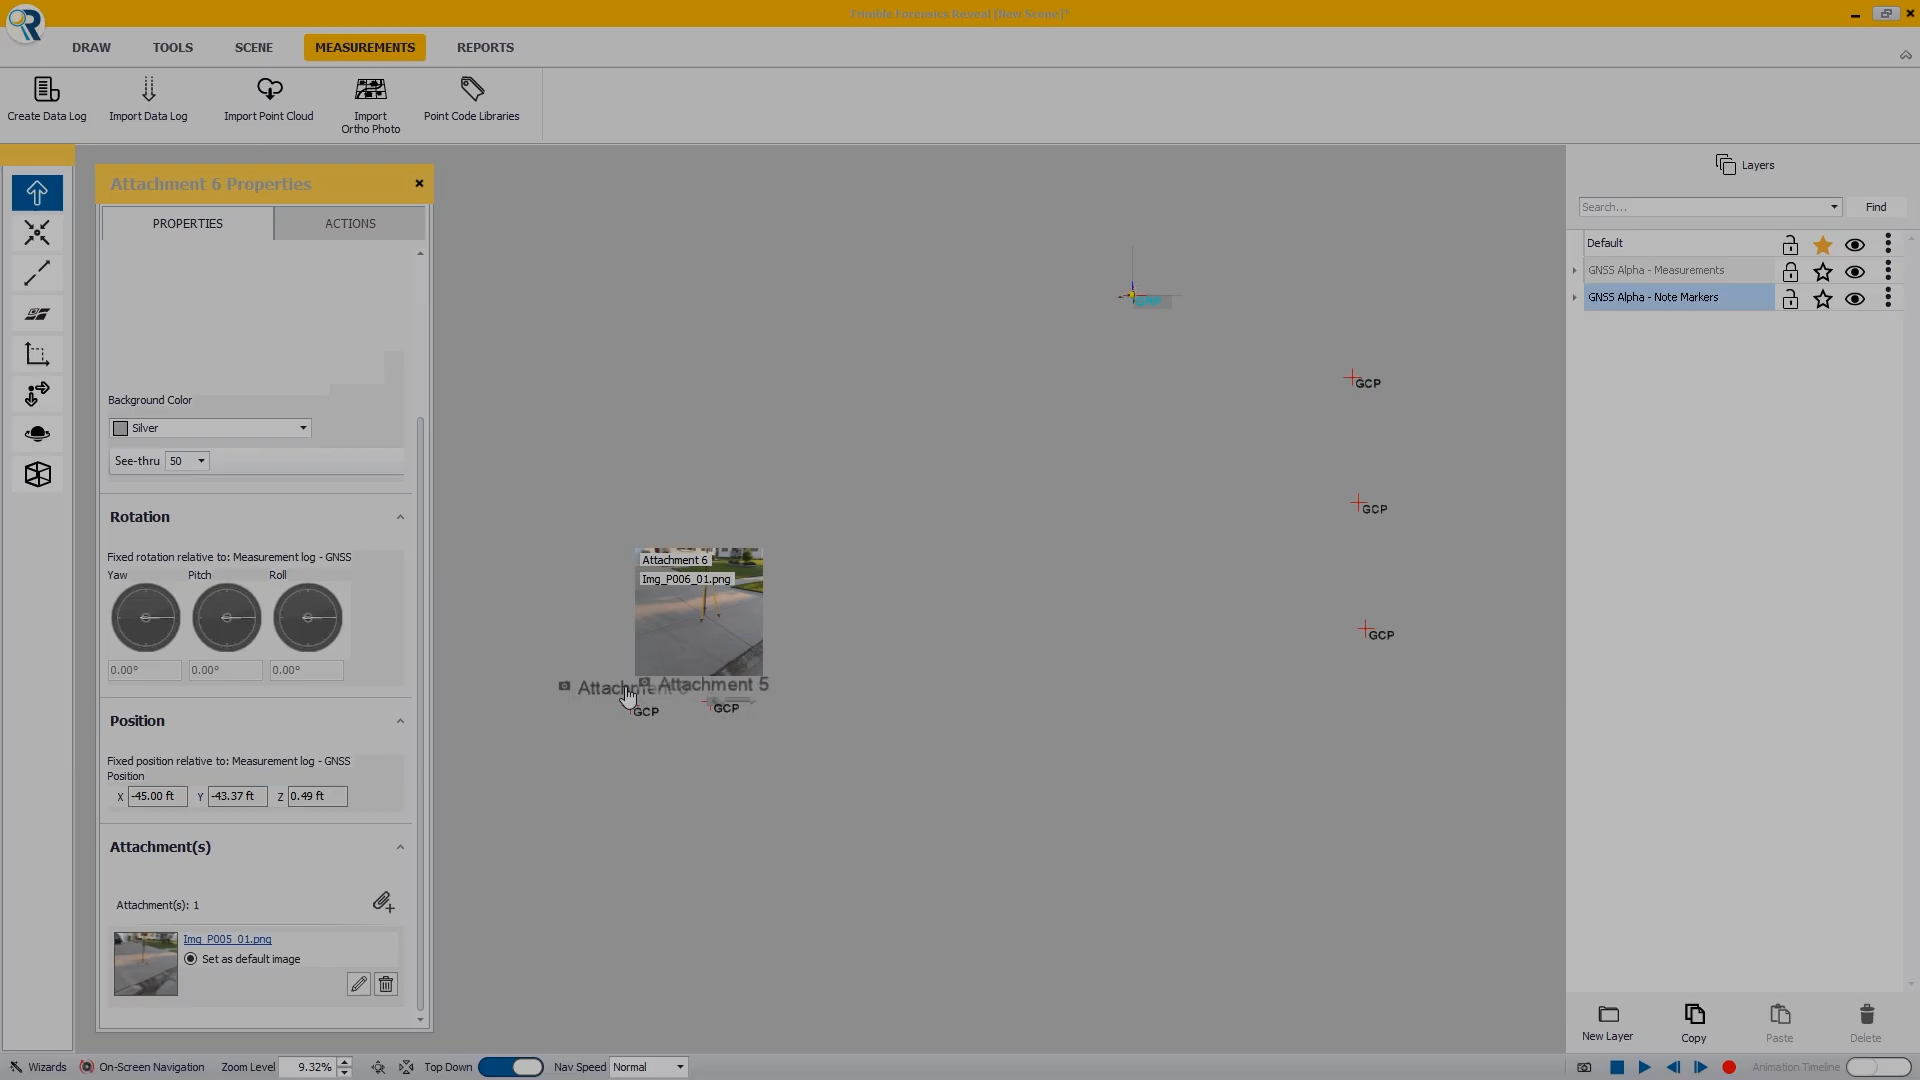 Trimble Forensics Reveal [New Scene]*
DRAW TOOLS SCENE MEASUREMENTS REPORTS
Create Data Log Import Data Log Import Point Cloud Import Ortho Photo Point Code Libraries
Attachment 6 Properties
PROPERTIES ACTIONS
Background Color
Silver
See-thru 50
Rotation
Fixed rotation relative to: Measurement log - GNSS
Yaw Pitch Roll
0.00° 0.00° 0.00°
Position
Fixed position relative to: Measurement log - GNSS
Position
X -45.00 ft Y -43.37 ft Z 0.49 ft
Attachment(s)
Attachment(s): 1
Img_P005_01.png
Set as default image
GCP
GCP
GCP
Attachment 6
Img_P006_01.png
Attachment 5
GCP GCP
Layers
Search... Find
Default
GNSS Alpha - Measurements
GNSS Alpha - Note Markers
New Layer Copy Paste Delete
Wizards On-Screen Navigation Zoom Level 9.32% Top Down Nav Speed Normal Animation Timeline